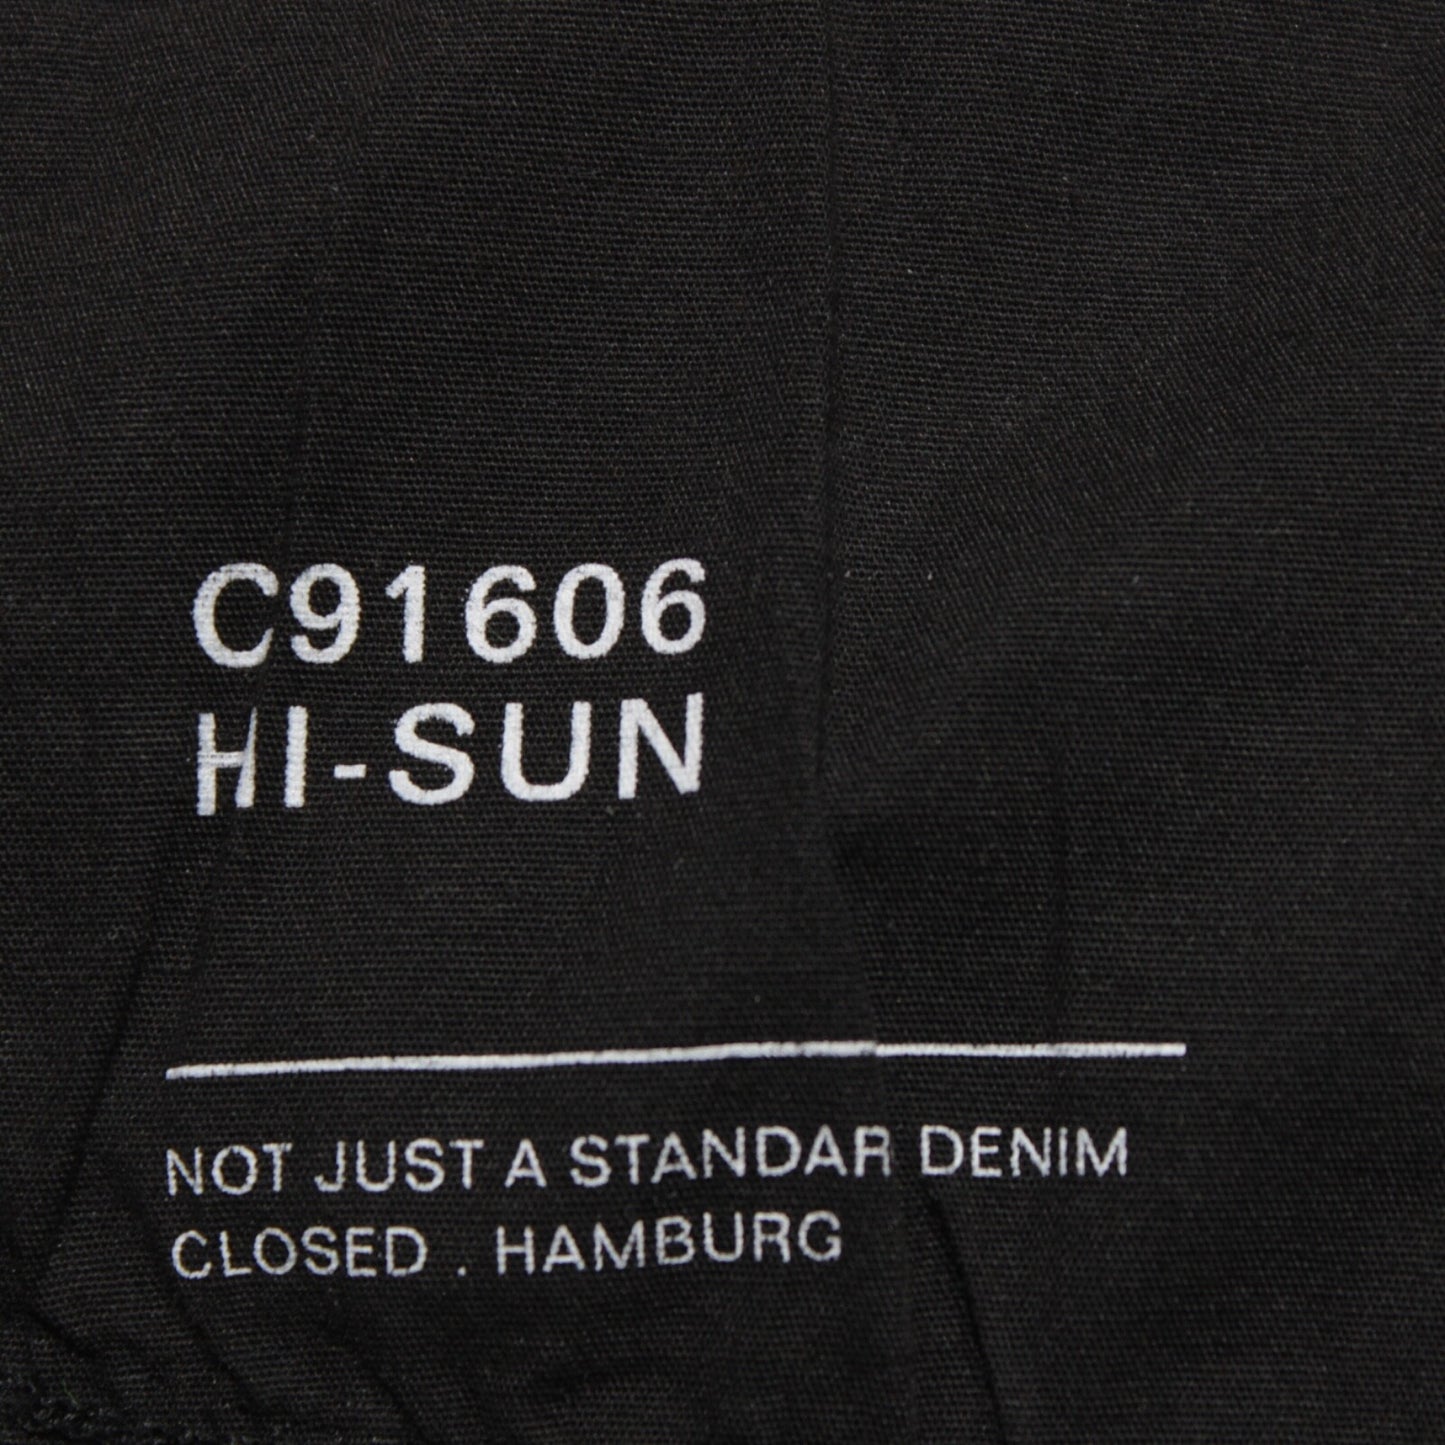 C91606
HI-SUN
NOT JUST A STANDAR DENIM
CLOSED . HAMBURG